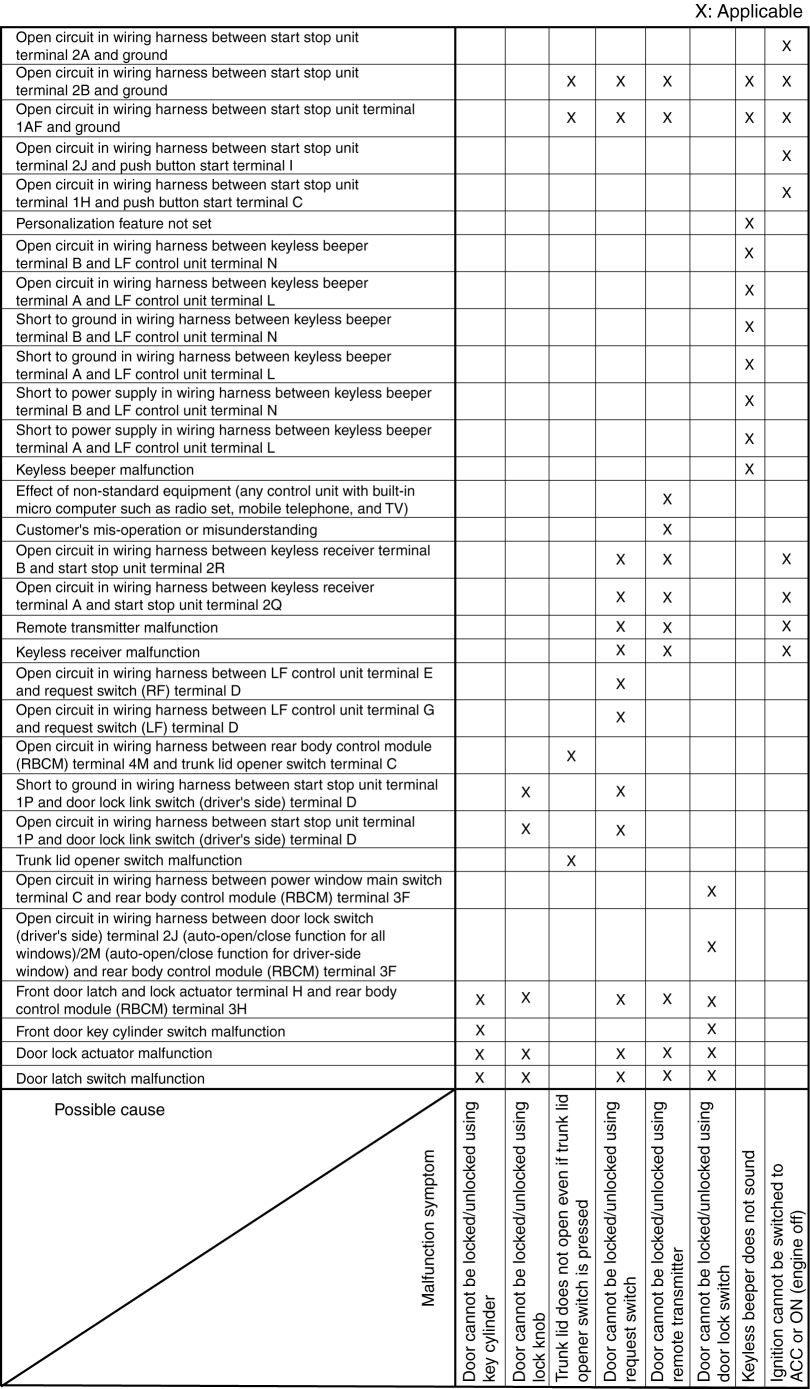 X: Applicable
Open circuit in wiring harness between start stop unit
terminal 2A and ground
X
Open circuit in wiring harness between start stop unit
terminal 2B and ground
X X X X X
Open circuit in wiring harness between start stop unit terminal
1AF and ground
X X X X X
Open circuit in wiring harness between start stop unit
terminal 2J and push button start terminal I
X
Open circuit in wiring harness between start stop unit
terminal 1H and push button start terminal C
X
Personalization feature not set
X
Open circuit in wiring harness between keyless beeper
terminal B and LF control unit terminal N
X
Open circuit in wiring harness between keyless beeper
terminal A and LF control unit terminal L
X
Short to ground in wiring harness between keyless beeper
terminal B and LF control unit terminal N
X
Short to ground in wiring harness between keyless beeper
terminal A and LF control unit terminal L
X
Short to power supply in wiring harness between keyless beeper
terminal B and LF control unit terminal N
X
Short to power supply in wiring harness between keyless beeper
terminal A and LF control unit terminal L
X
Keyless beeper malfunction
X
Effect of non-standard equipment (any control unit with built-in
micro computer such as radio set, mobile telephone, and TV)
X
Customer's mis-operation or misunderstanding
X
Open circuit in wiring harness between keyless receiver terminal
B and start stop unit terminal 2R
X X X
Open circuit in wiring harness between keyless receiver
terminal A and start stop unit terminal 2Q
X X X
Remote transmitter malfunction
X X X
Keyless receiver malfunction
X X X
Open circuit in wiring harness between LF control unit terminal E
and request switch (RF) terminal D
X
Open circuit in wiring harness between LF control unit terminal G
and request switch (LF) terminal D
X
Open circuit in wiring harness between rear body control module
(RBCM) terminal 4M and trunk lid opener switch terminal C
X
Short to ground in wiring harness between start stop unit terminal
1P and door lock link switch (driver's side) terminal D
X X
Open circuit in wiring harness between start stop unit terminal
1P and door lock link switch (driver's side) terminal D
X X
Trunk lid opener switch malfunction
X
Open circuit in wiring harness between power window main switch
terminal C and rear body control module (RBCM) terminal 3F
X
Open circuit in wiring harness between door lock switch
(driver's side) terminal 2J (auto-open/close function for all
windows)/2M (auto-open/close function for driver-side
window) and rear body control module (RBCM) terminal 3F
X
Front door latch and lock actuator terminal H and rear body
control module (RBCM) terminal 3H
X X X X X
Front door key cylinder switch malfunction
X X
Door lock actuator malfunction
X X X X X
Door latch switch malfunction
X X X X X
Possible cause
Malfunction symptom
Door cannot be locked/unlocked using
key cylinder
Door cannot be locked/unlocked using
lock knob
Trunk lid does not open even if trunk lid
opener switch is pressed
Door cannot be locked/unlocked using
request switch
Door cannot be locked/unlocked using
remote transmitter
Door cannot be locked/unlocked using
door lock switch
Keyless beeper does not sound
Ignition cannot be switched to
ACC or ON (engine off)